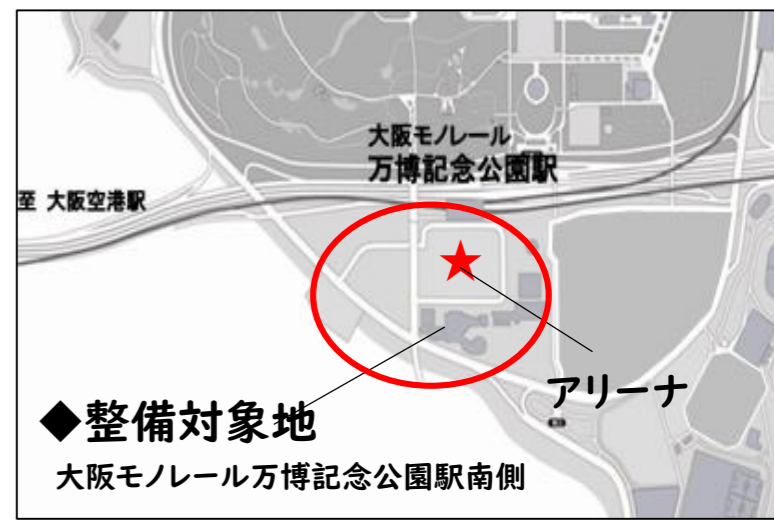 大阪モノレール
万博記念公園駅
至 大阪空港駅
アリーナ
◆整備対象地
大阪モノレール万博記念公園駅南側